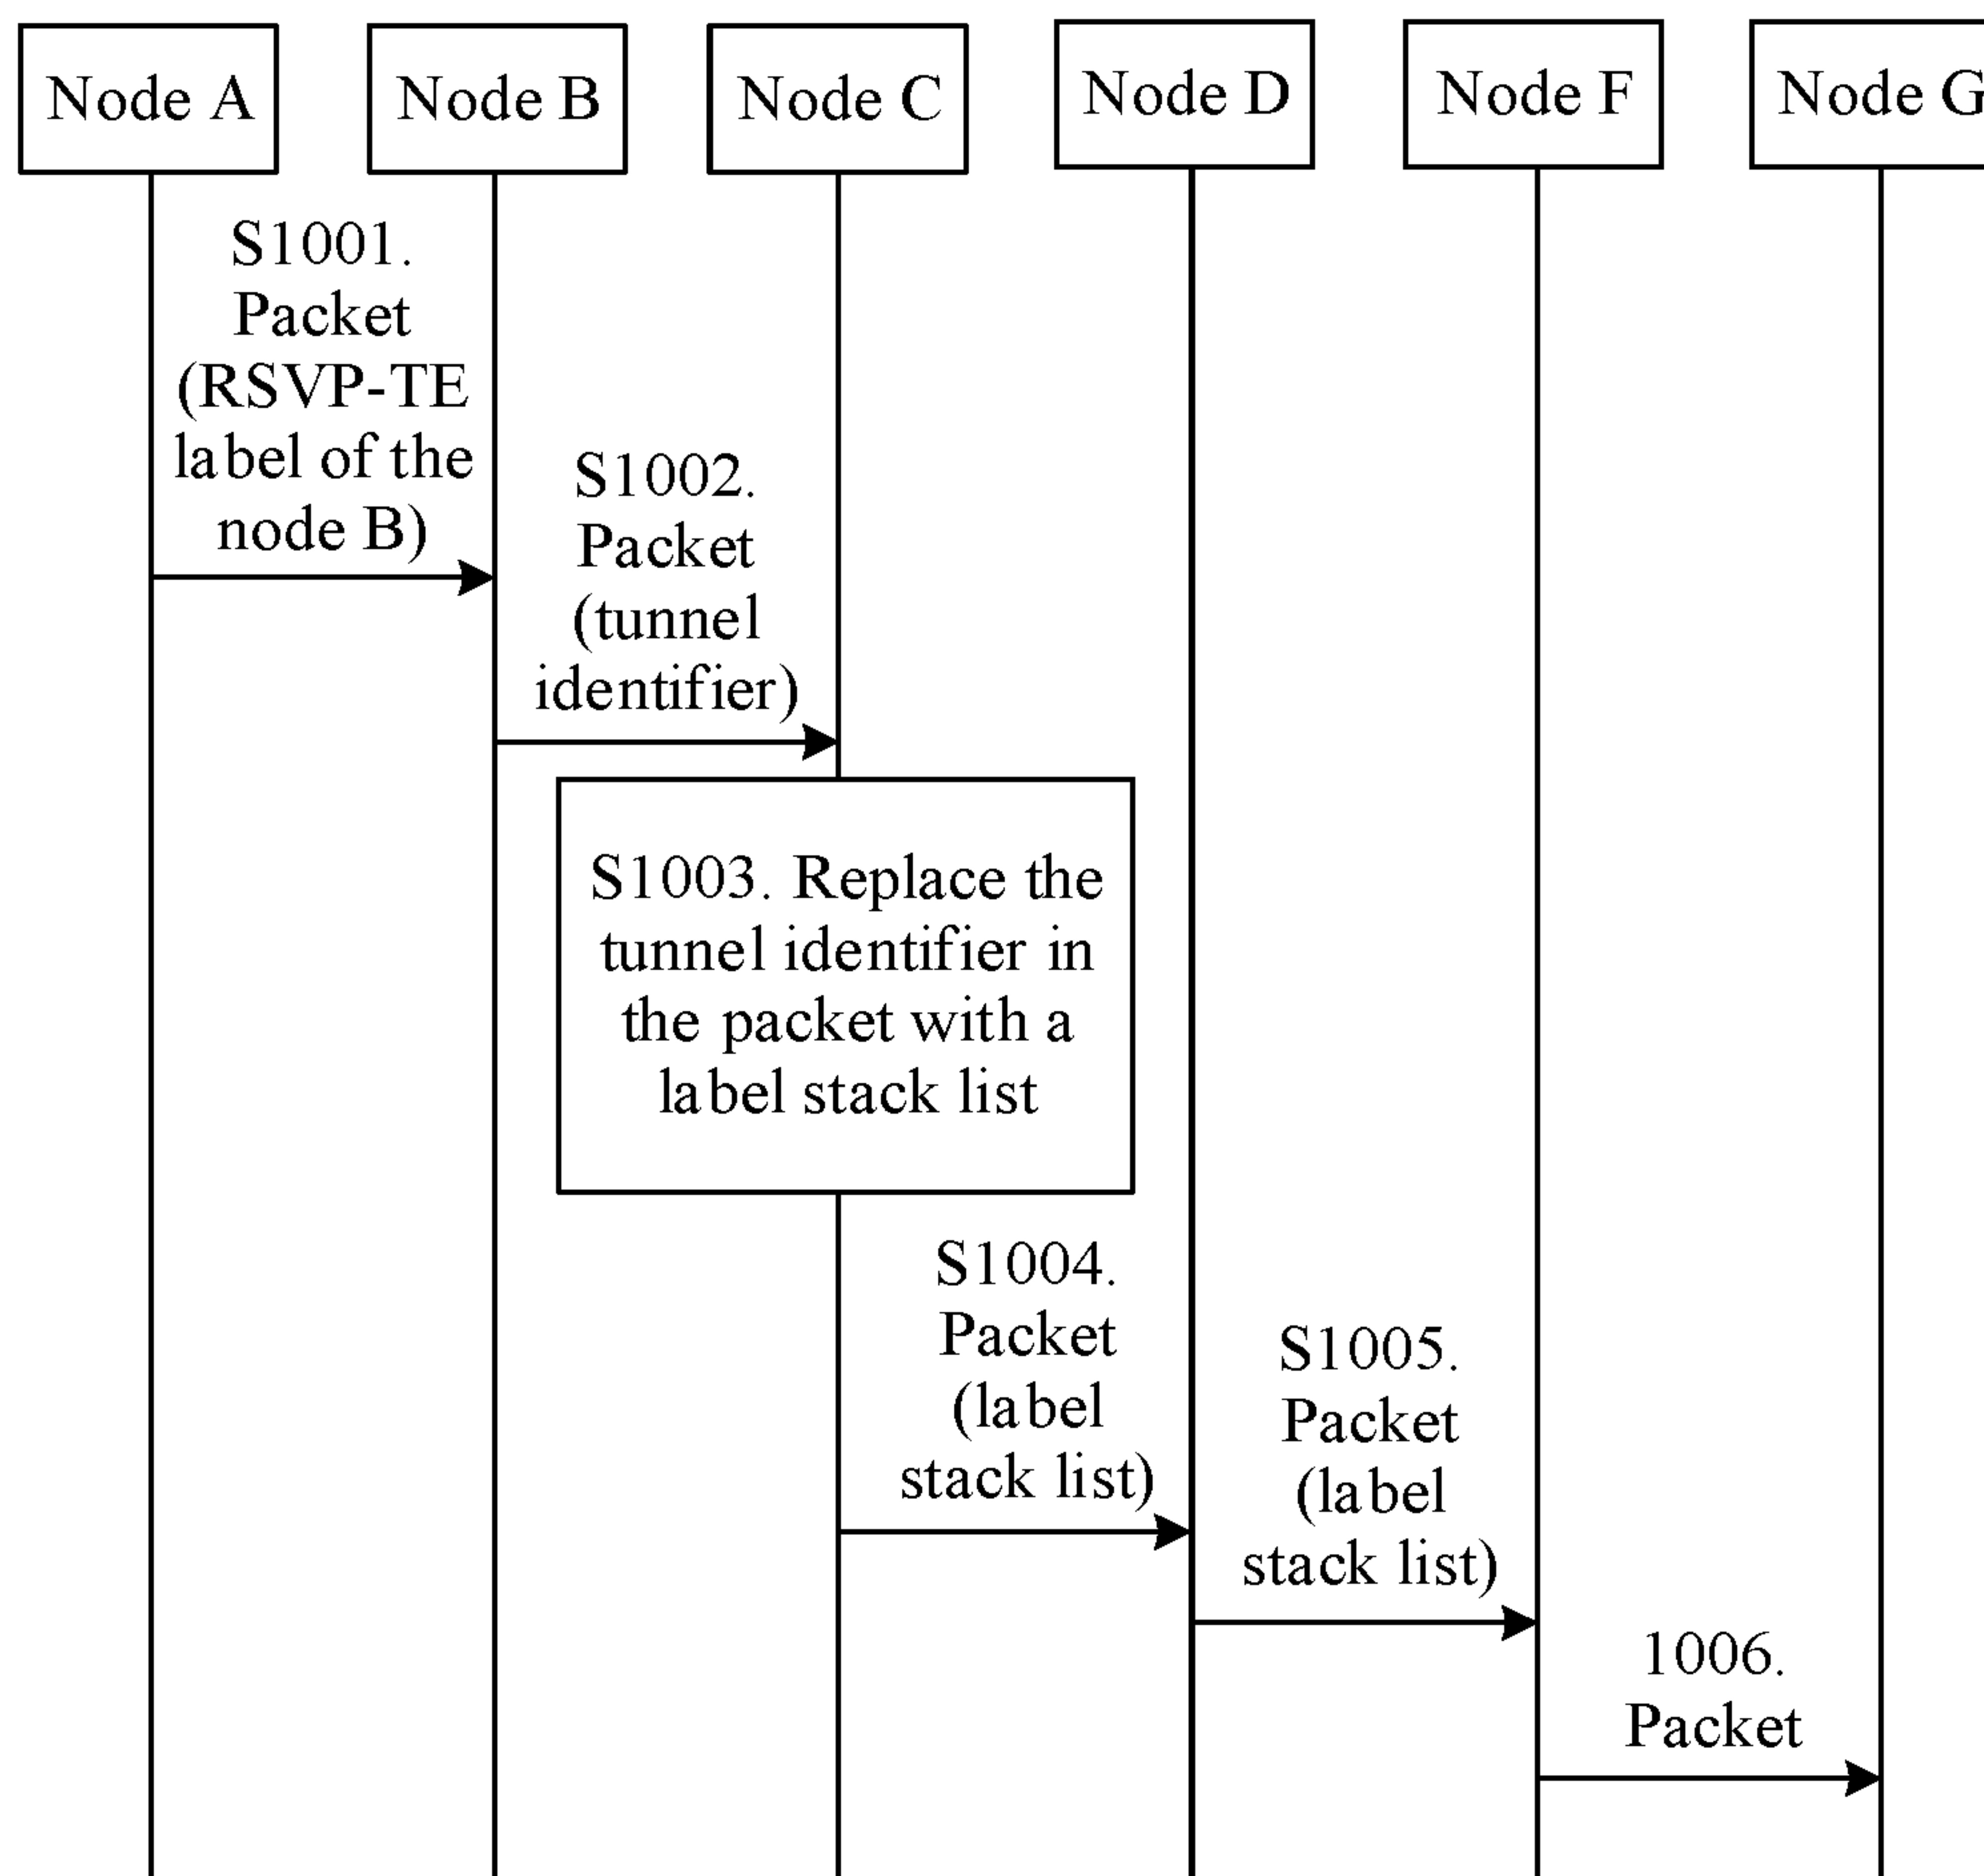 Node A
Node B
Node C
Node D
Node F
Node G
S1001.
Packet
(RSVP-TE
label of the
node B)
S1002.
Packet
(tunnel
identifier)
S1003. Replace the
tunnel identifier in
the packet with a
label stack list
S1004.
Packet
(label
stack list)
S1005.
Packet
(label
stack list)
1006.
Packet